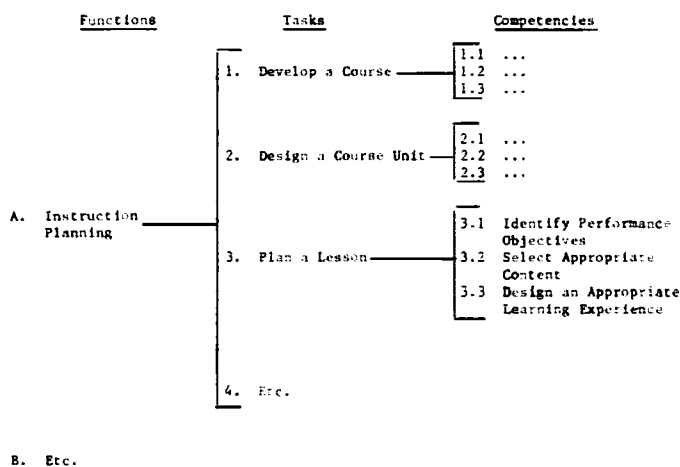 Functions Tasks Competencies
1.1 ...
1. Develop a Course 1.2 ...
1.3 ...
2.1 ...
2. Design a Course Unit 2.2 ...
2.3 ...
A. Instruction
Planning
3.1 Identify Performance
Objectives
3. Plan a Lesson 3.2 Select Appropriate
Content
3.3 Design an Appropriate
Learning Experience
4. Etc.
B. Etc.